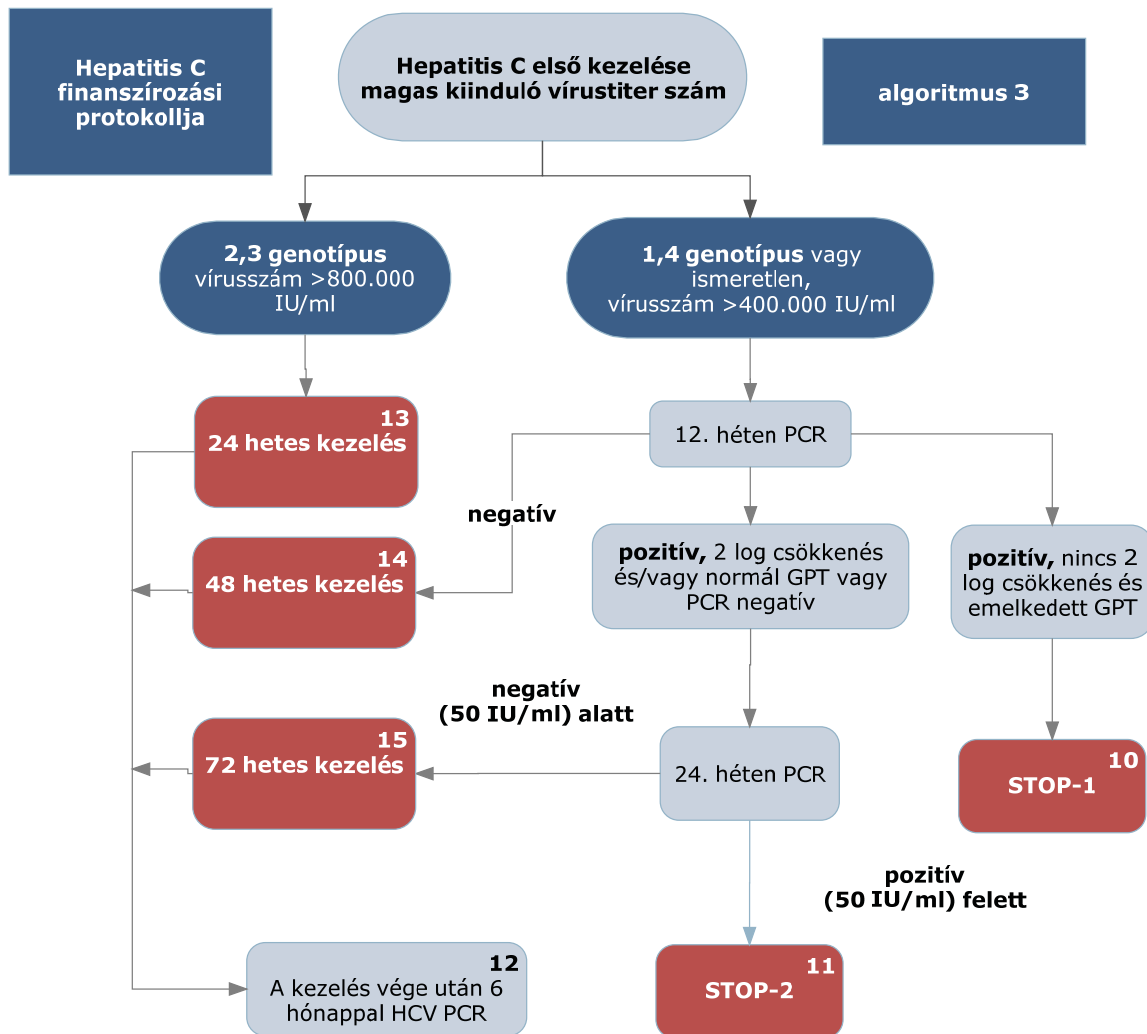 Hepatitis C
finanszírozási
protokollja
Hepatitis C első kezelése
magas kiinduló vírustiter szám
algoritmus 3
2,3 genotípus
vírusszám >800.000
IU/ml
1,4 genotípus vagy
ismeretlen,
vírusszám >400.000 IU/ml
13
24 hetes kezelés
12. héten PCR
negatív
14
48 hetes kezelés
pozitív, 2 log csökkenés
és/vagy normál GPT vagy
PCR negatív
pozitív, nincs 2
log csökkenés és
emelkedett GPT
negatív
(50 IU/ml) alatt
15
72 hetes kezelés
24. héten PCR
10
STOP-1
pozitív
(50 IU/ml) felett
12
A kezelés vége után 6
hónappal HCV PCR
11
STOP-2